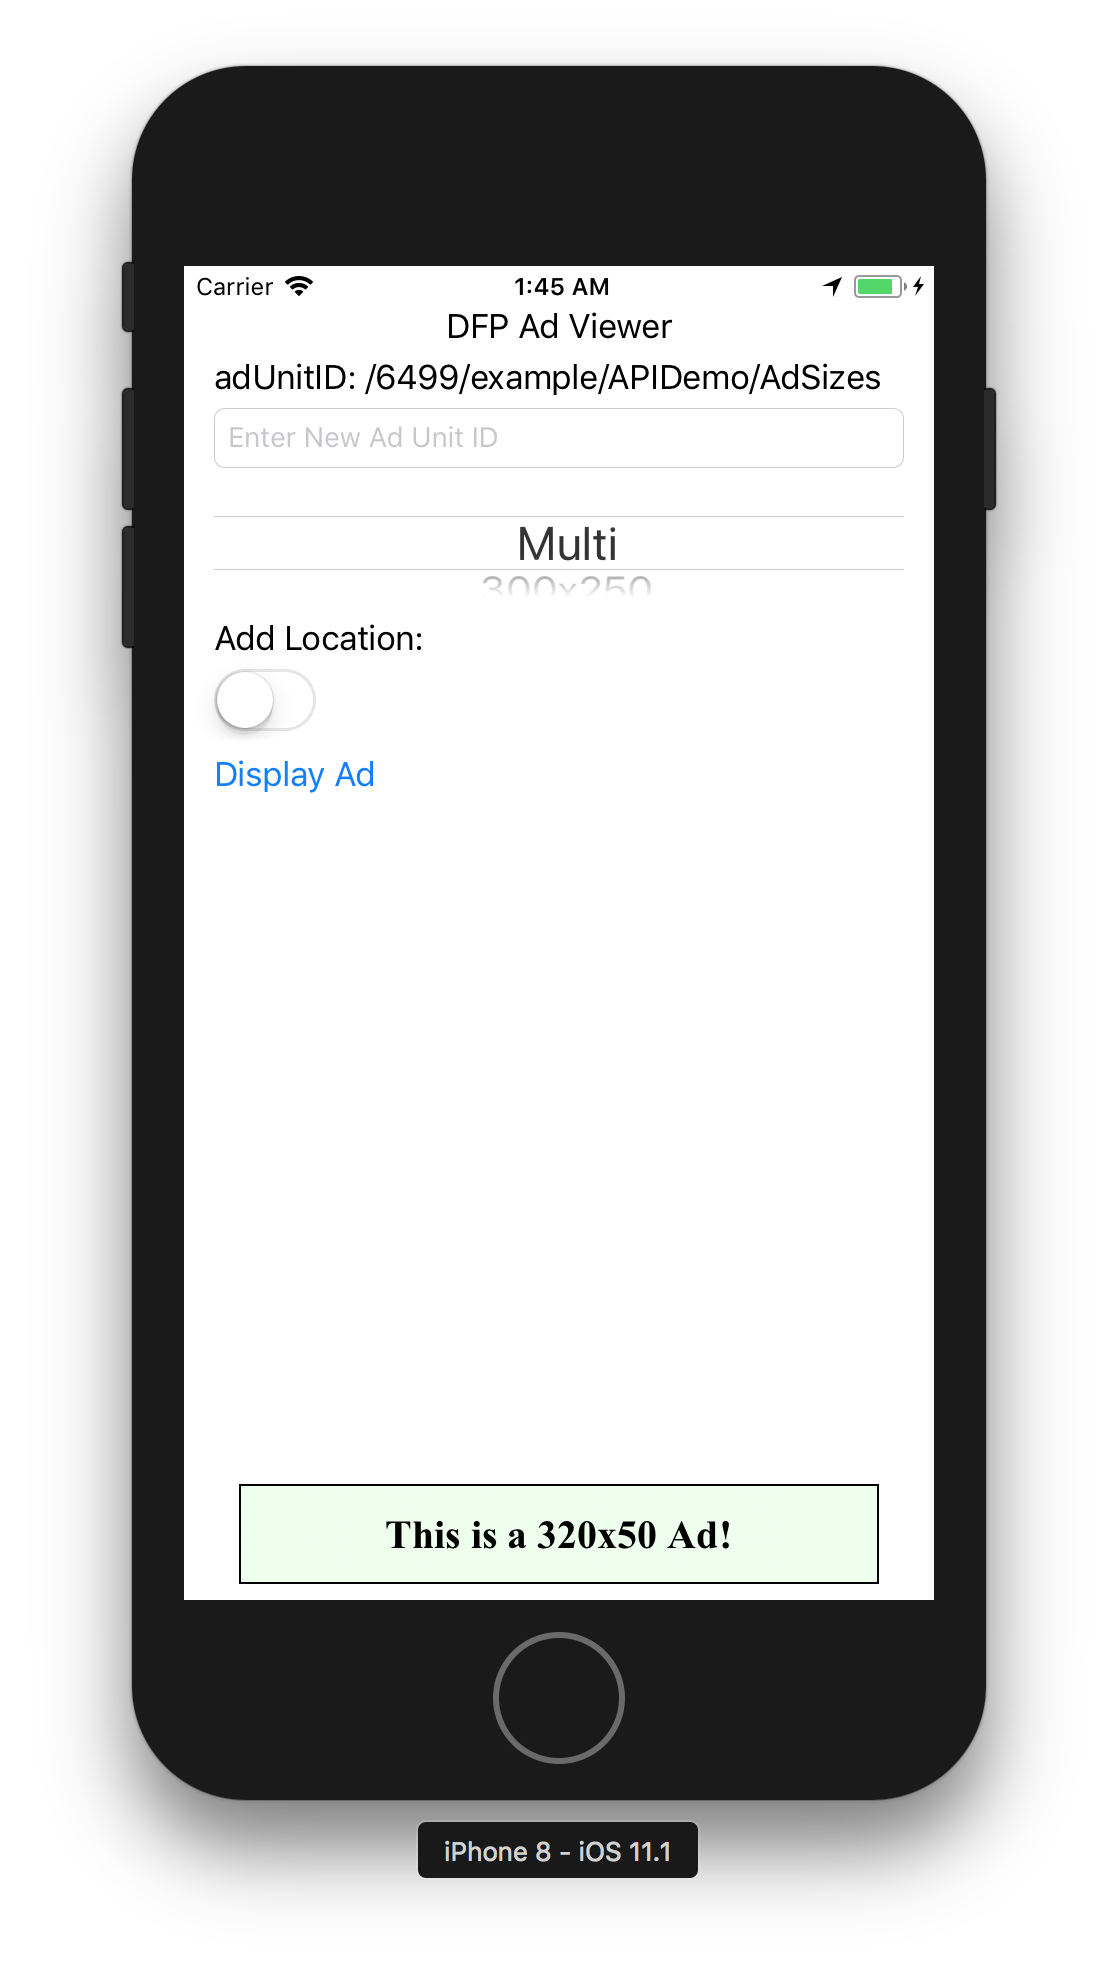 Carrier 1:45 AM
DFP Ad Viewer
adUnitID: /6499/example/APIDemo/AdSizes
Enter New Ad Unit ID
Multi
300x250
Add Location:
Display Ad
This is a 320x50 Ad!
iPhone 8 - iOS 11.1